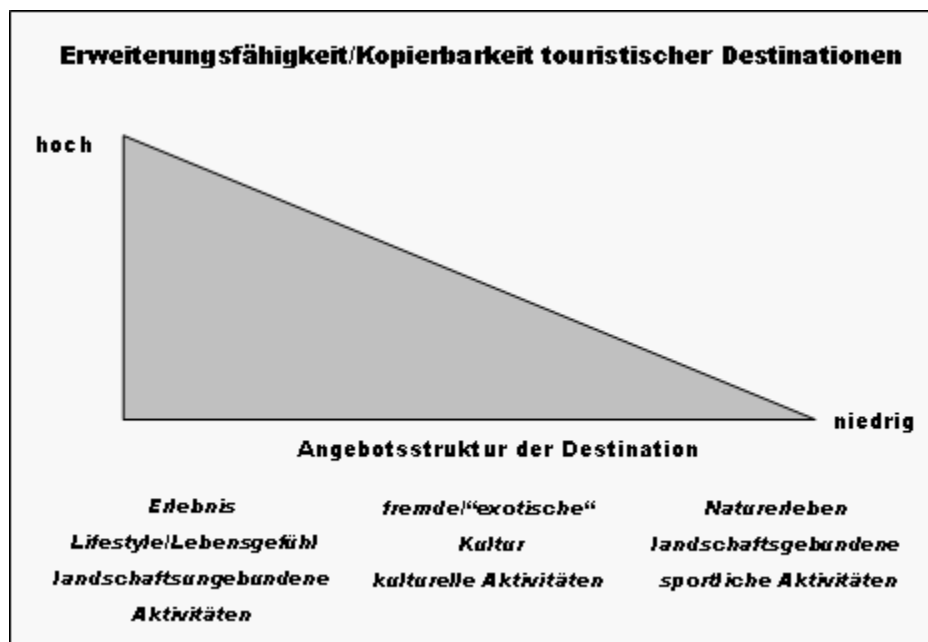 Erweiterungsfähigkeit/Kopierbarkeit touristischer Destinationen
hoch
niedrig
Angebotsstruktur der Destination
Erlebnis
Lifestyle/Lebensgefühl
landschaftsungebundene
Aktivitäten
fremde/“exotische“
Kultur
kulturelle Aktivitäten
Naturerleben
landschaftsgebundene
sportliche Aktivitäten